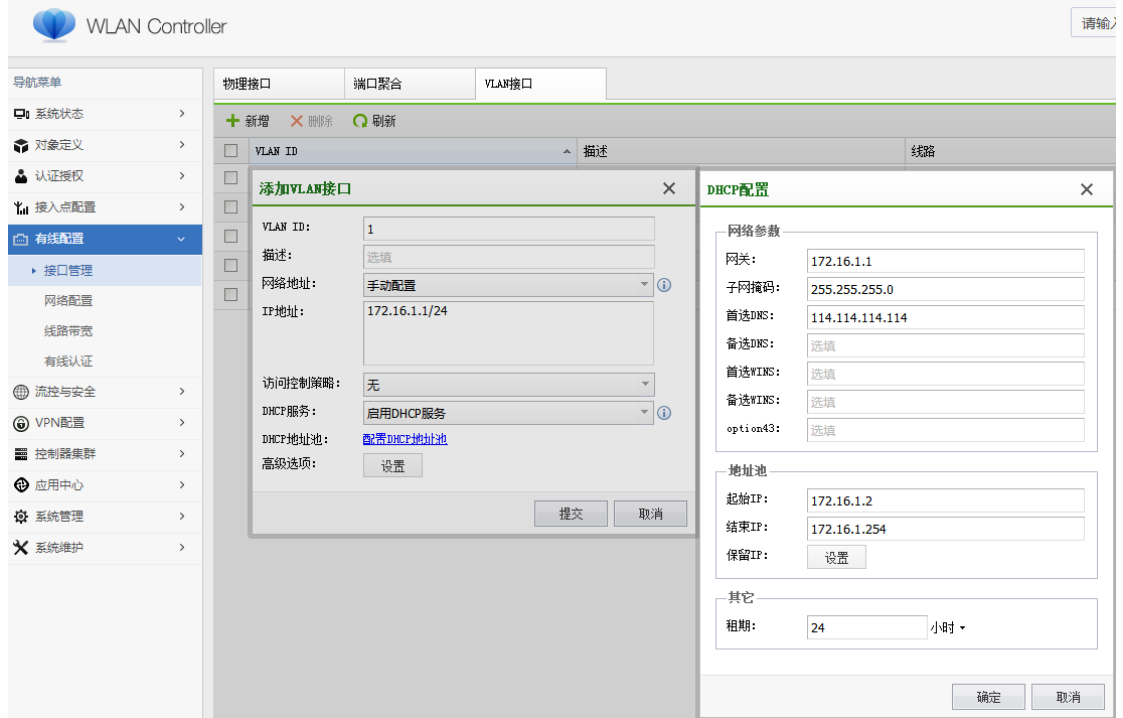 WLAN Controller
请输入
导航菜单
系统状态
对象定义
认证授权
接入点配置
有线配置
接口管理
网络配置
线路带宽
有线认证
流控与安全
VPN配置
控制器集群
应用中心
系统管理
系统维护
物理接口 端口聚合 VLAN接口
新增 删除 刷新
VLAN ID 描述 线路
添加VLAN接口
VLAN ID: 1
描述: 选填
网络地址: 手动配置
IP地址: 172.16.1.1/24
访问控制策略: 无
DHCP服务: 启用DHCP服务
DHCP地址池: 配置DHCP地址池
高级选项: 设置
提交 取消
DHCP配置
网络参数
网关: 172.16.1.1
子网掩码: 255.255.255.0
首选DNS: 114.114.114.114
备选DNS: 选填
首选WINS: 选填
备选WINS: 选填
option43: 选填
地址池
起始IP: 172.16.1.2
结束IP: 172.16.1.254
保留IP: 设置
其它
租期: 24 小时
确定 取消